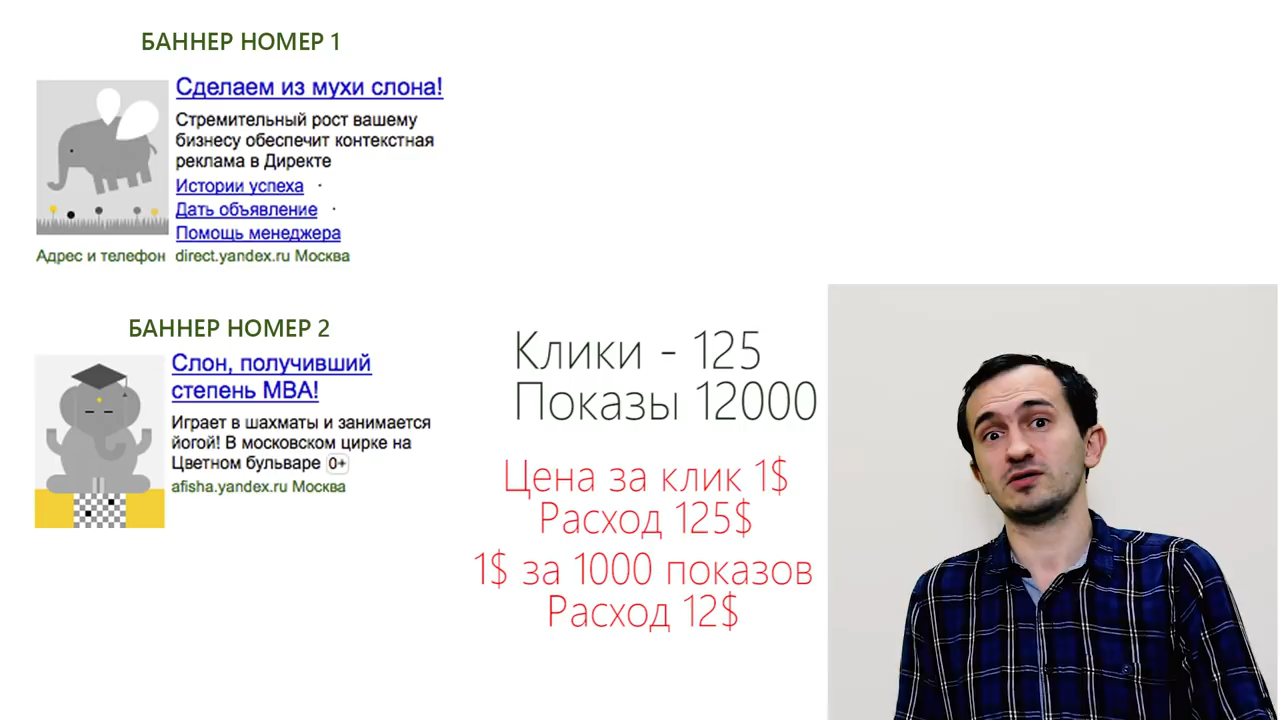 БАННЕР НОМЕР 1
Сделаем из мухи слона!
Стремительный рост вашему
бизнесу обеспечит контекстная
реклама в Директе
Истории успеха ·
Дать объявление ·
Помощь менеджера
Адрес и телефон direct.yandex.ru Москва
БАННЕР НОМЕР 2
Слон, получивший
степень МВА!
Играет в шахматы и занимается
йогой! В московском цирке на
Цветном бульваре 0+
afisha.yandex.ru Москва
Клики - 125
Показы 12000
Цена за клик 1$
Расход 125$
1$ за 1000 показов
Расход 12$